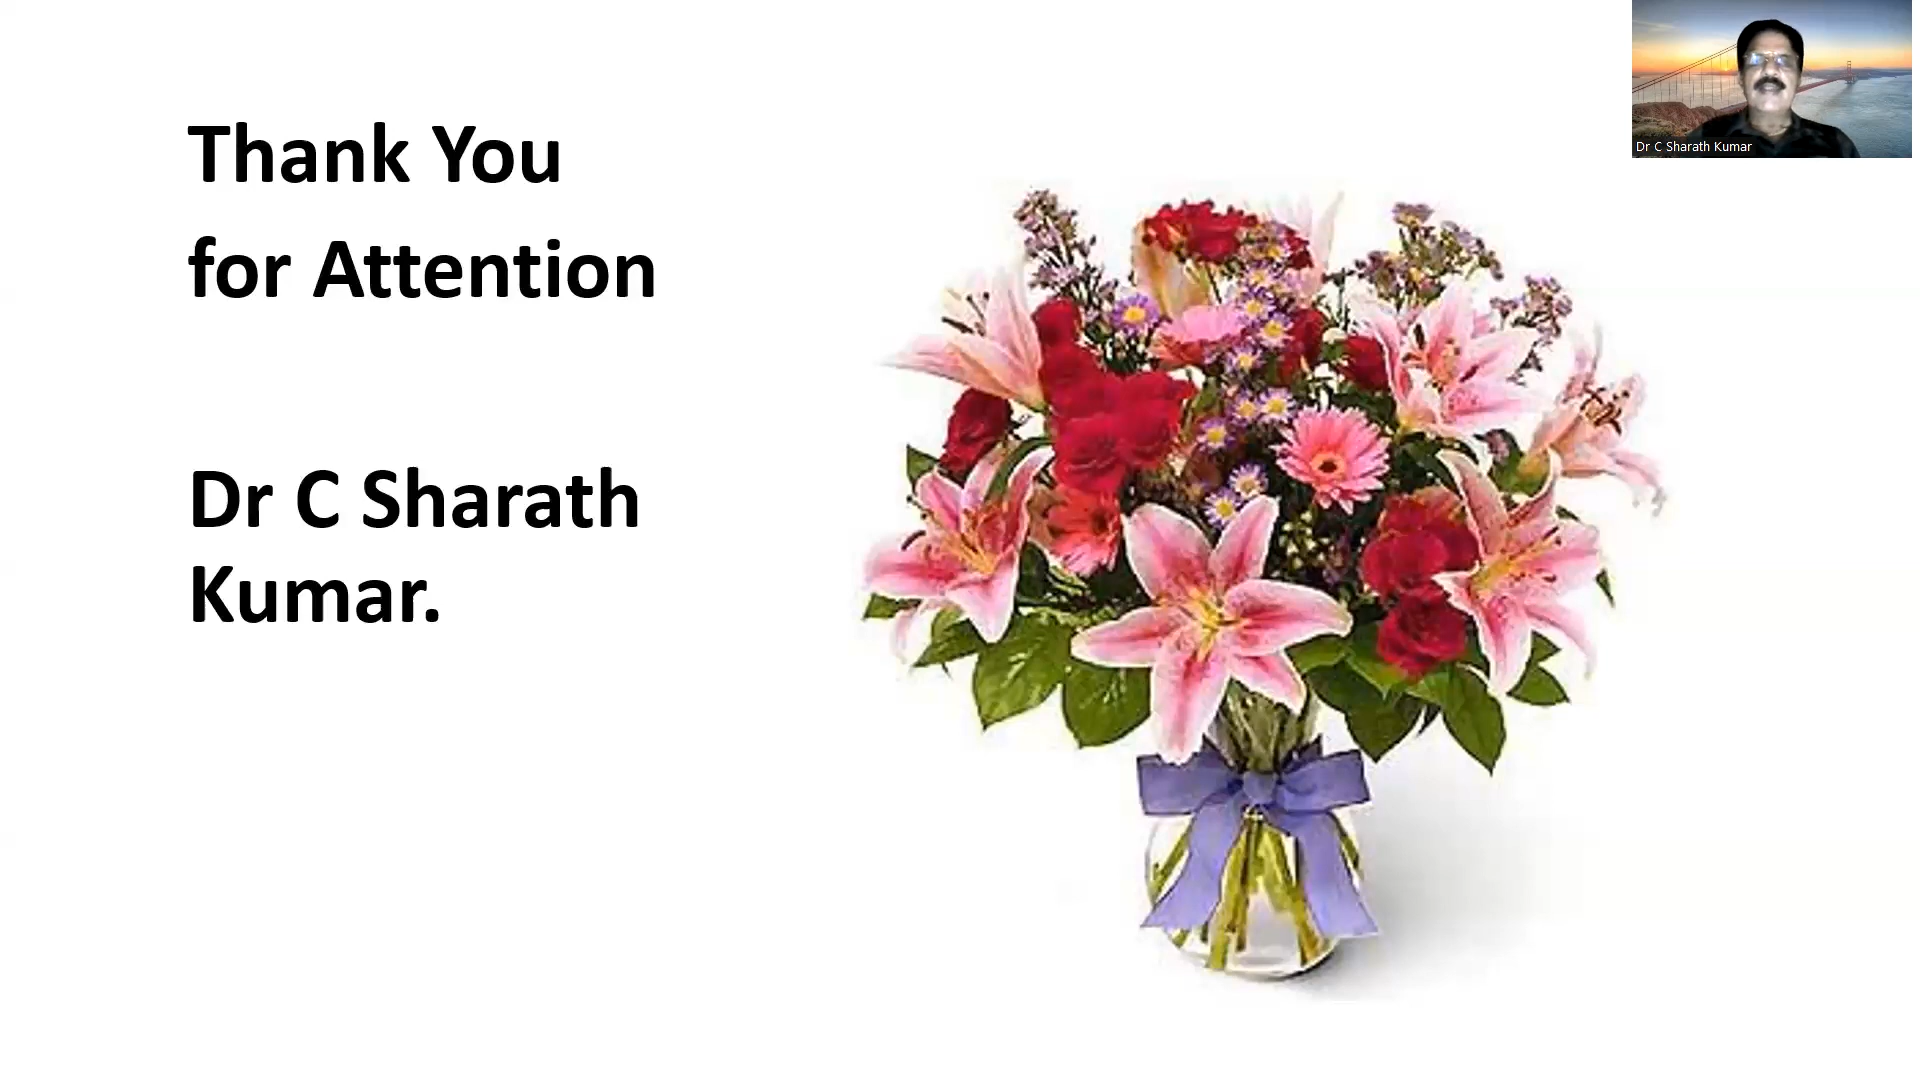 Thank You
for Attention
Dr C Sharath
Kumar.
Dr C Sharath Kumar